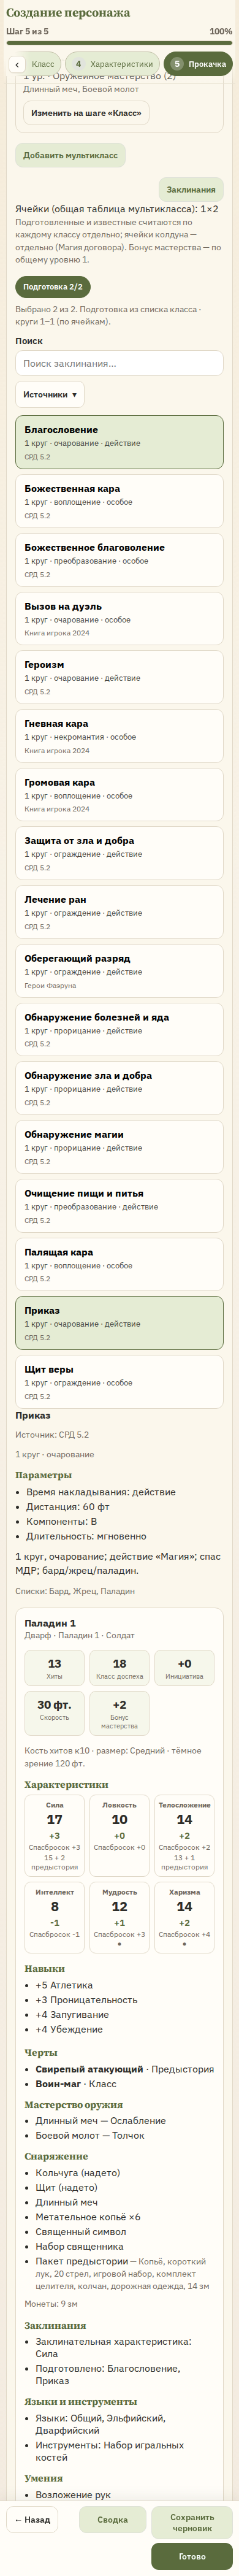 Создание персонажа
Шаг 5 из 5
100%
‹
Класс
4 Характеристики
5 Прокачка
1 ур. · Оружейное мастерство (2)
Длинный меч, Боевой молот
Изменить на шаге «Класс»
Добавить мультикласс
Заклинания
Ячейки (общая таблица мультикласса): 1×2
Подготовленные и известные считаются по
каждому классу отдельно; ячейки колдуна —
отдельно (Магия договора). Бонус мастерства — по
общему уровню 1.
Подготовка 2/2
Выбрано 2 из 2. Подготовка из списка класса ·
круги 1–1 (по ячейкам).
Поиск
Поиск заклинания...
Источники ▾
Благословение
1 круг · очарование · действие
СРД 5.2
Божественная кара
1 круг · воплощение · особое
СРД 5.2
Божественное благоволение
1 круг · преобразование · особое
СРД 5.2
Вызов на дуэль
1 круг · очарование · особое
Книга игрока 2024
Героизм
1 круг · очарование · действие
СРД 5.2
Гневная кара
1 круг · некромантия · особое
Книга игрока 2024
Громовая кара
1 круг · воплощение · особое
Книга игрока 2024
Защита от зла и добра
1 круг · ограждение · действие
СРД 5.2
Лечение ран
1 круг · ограждение · действие
СРД 5.2
Оберегающий разряд
1 круг · ограждение · действие
Герои Фаэруна
Обнаружение болезней и яда
1 круг · прорицание · действие
СРД 5.2
Обнаружение зла и добра
1 круг · прорицание · действие
СРД 5.2
Обнаружение магии
1 круг · прорицание · действие
СРД 5.2
Очищение пищи и питья
1 круг · преобразование · действие
СРД 5.2
Палящая кара
1 круг · воплощение · особое
СРД 5.2
Приказ
1 круг · очарование · действие
СРД 5.2
Щит веры
1 круг · ограждение · особое
СРД 5.2
Приказ
Источник: СРД 5.2
1 круг · очарование
Параметры
• Время накладывания: действие
• Дистанция: 60 фт
• Компоненты: В
• Длительность: мгновенно
1 круг, очарование; действие «Магия»; спас
МДР; бард/жрец/паладин.
Списки: Бард, Жрец, Паладин
Паладин 1
Дварф · Паладин 1 · Солдат
13
Хиты
18
Класс доспеха
+0
Инициатива
30 фт.
Скорость
+2
Бонус
мастерства
Кость хитов к10 · размер: Средний · тёмное
зрение 120 фт.
Характеристики
Сила
17
+3
Спасбросок +3
15 + 2
предыстория
Ловкость
10
+0
Спасбросок +0
Телосложение
14
+2
Спасбросок +2
13 + 1
предыстория
Интеллект
8
-1
Спасбросок -1
Мудрость
12
+1
Спасбросок +3
●
Харизма
14
+2
Спасбросок +4
●
Навыки
• +5 Атлетика
• +3 Проницательность
• +4 Запугивание
• +4 Убеждение
Черты
• Свирепый атакующий · Предыстория
• Воин-маг · Класс
Мастерство оружия
• Длинный меч — Ослабление
• Боевой молот — Толчок
Снаряжение
• Кольчуга (надето)
• Щит (надето)
• Длинный меч
• Метательное копьё ×6
• Священный символ
• Набор священника
• Пакет предыстории — Копьё, короткий
лук, 20 стрел, игровой набор, комплект
целителя, колчан, дорожная одежда, 14 зм
Монеты: 9 зм
Заклинания
• Заклинательная характеристика:
Сила
• Подготовлено: Благословение,
Приказ
Языки и инструменты
• Языки: Общий, Эльфийский,
Дварфийский
• Инструменты: Набор игральных
костей
Умения
• Возложение рук
← Назад
Сводка
Сохранить
черновик
Готово